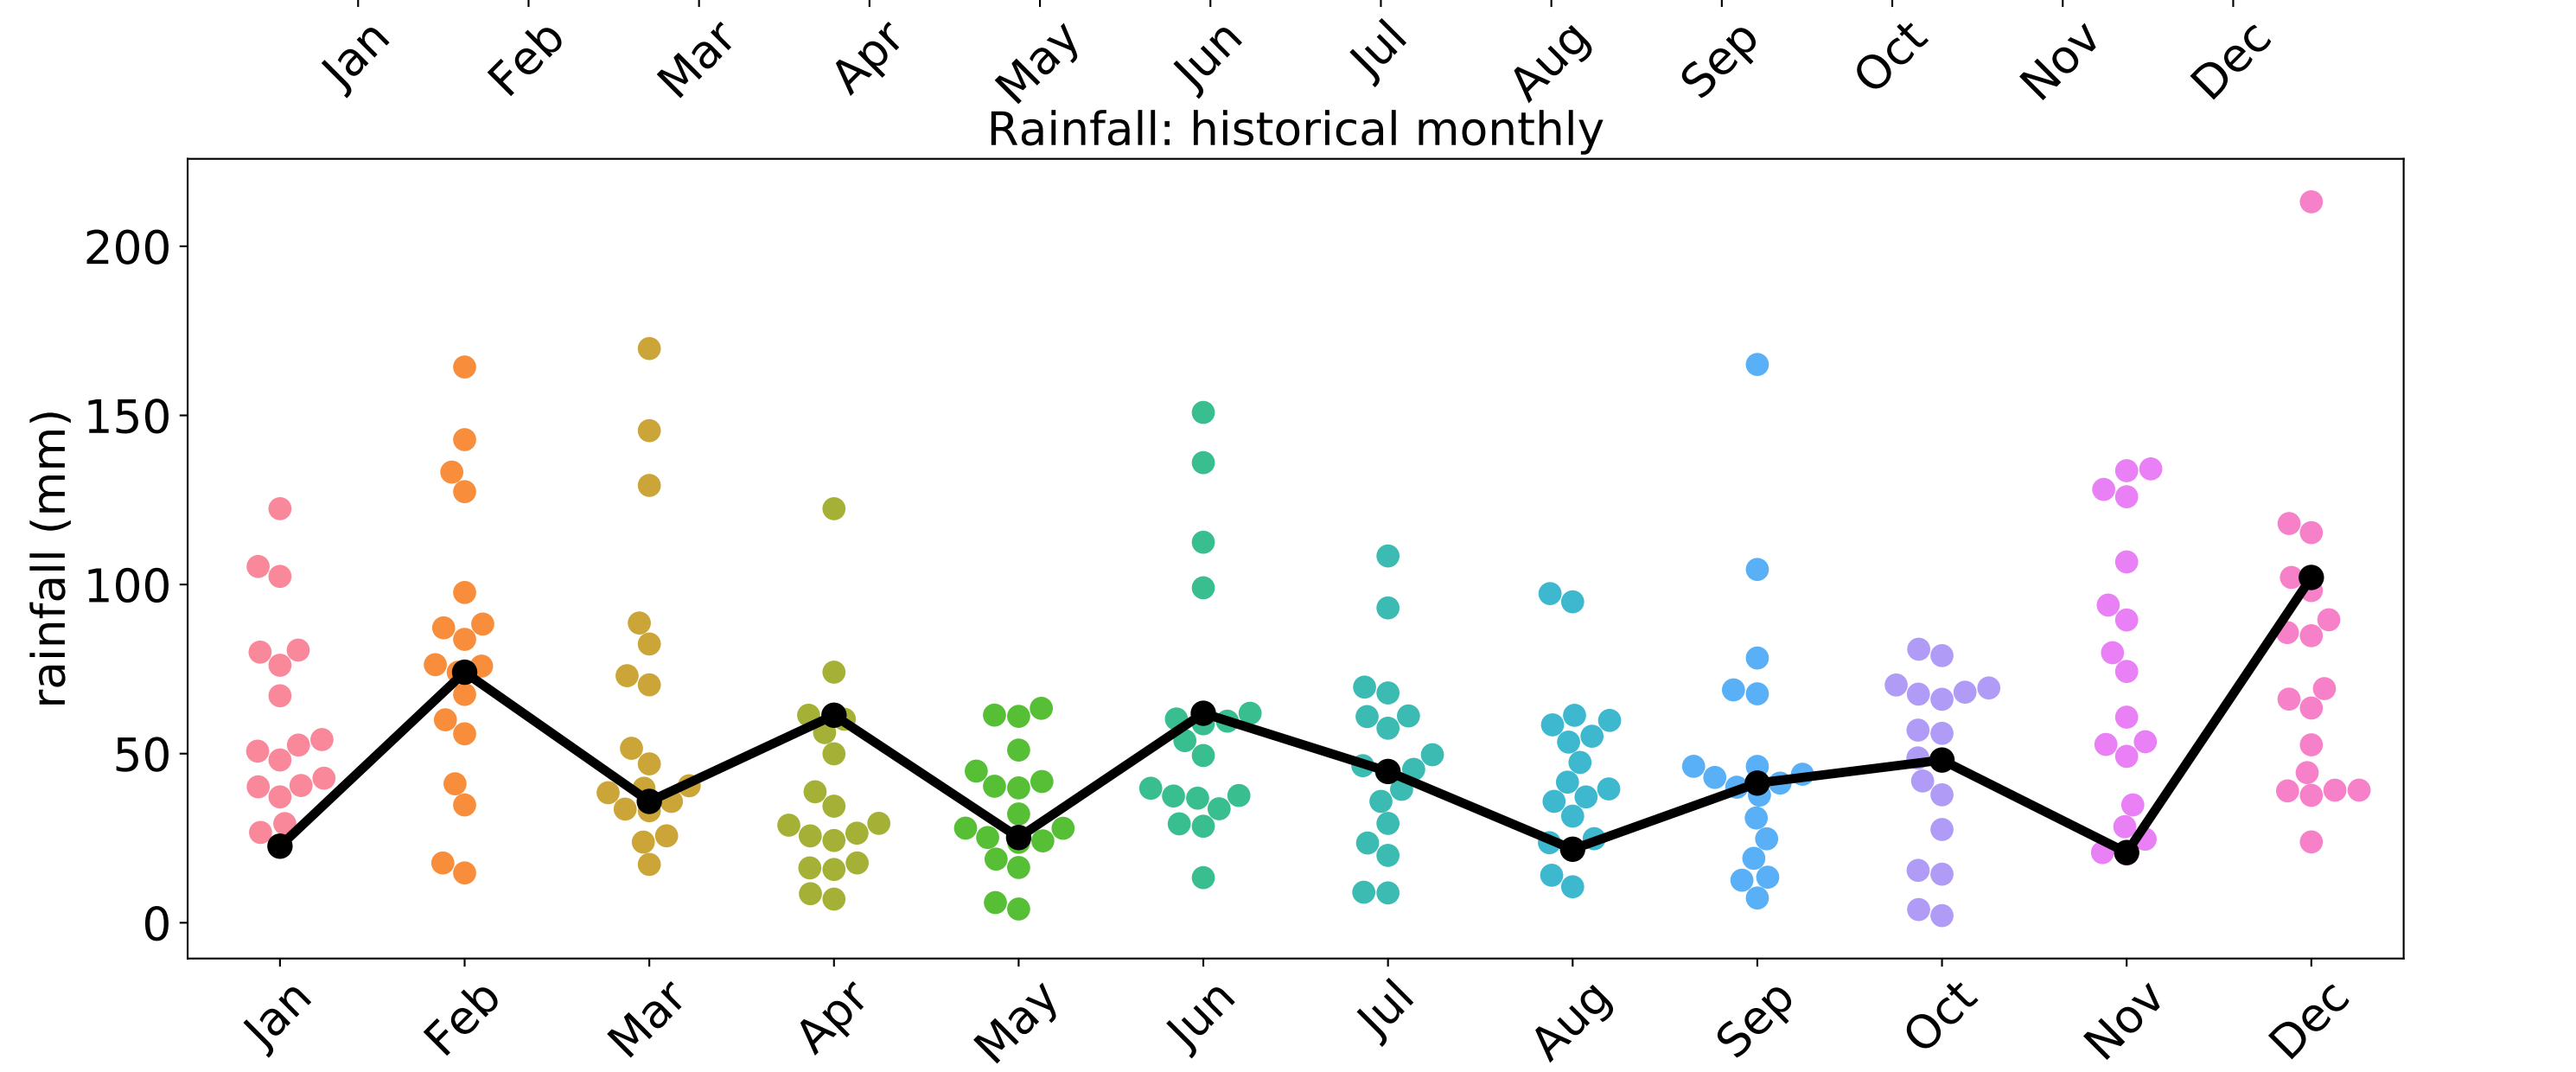 Jan Feb Mar Apr May Jun Jul Aug Sep Oct Nov Dec
Rainfall: historical monthly
rainfall (mm)
200
150
100
50
0
Jan Feb Mar Apr May Jun Jul Aug Sep Oct Nov Dec